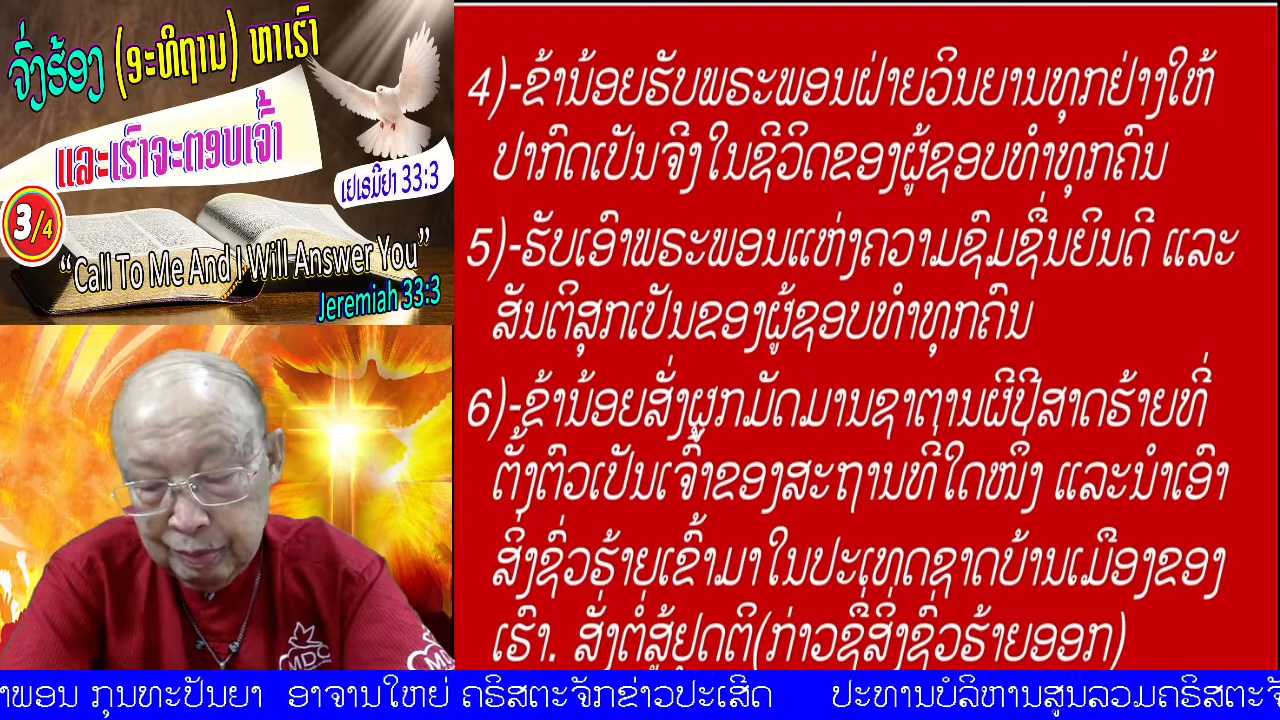 ຈົ່ງຮ້ອງ (ອະທິຖານ) ຫາເຮົາ
ແລະເຮົາຈະຕອບເຈົ້າ
ເຢເຣມີຢາ 33:3
3/4
“Call To Me And I Will Answer You”
Jeremiah 33:3
4)-ຂ້ານ້ອຍຮັບພຣະພອນຝ່າຍວິນຍານທຸກຢ່າງໃຫ້
ປາກົດເປັນຈີງໃນຊີວິດຂອງຜູ້ຊອບທຳທຸກຄົນ
5)-ຮັບເອົາພຣະພອນແຫ່ງຄວາມຊົມຊື່ນຍິນດີ ແລະ
ສັນຕິສຸກເປັນຂອງຜູ້ຊອບທຳທຸກຄົນ
6)-ຂ້ານ້ອຍສັ່ງຜູກມັດມານຊາຕານຜີປີສາດຮ້າຍທີ່
ຕັ້ງຕົວເປັນເຈົ້າຂອງສະຖານທີ່ໃດໜຶ່ງ ແລະນຳເອົາ
ສິ່ງຊົ່ວຮ້າຍເຂົ້າມາໃນປະເທດຊາດບ້ານເມືອງຂອງ
ເຮົາ. ສັ່ງຕໍ່ສູ້ຢຸດຕິ(ກ່າວຊື່ສິ່ງຊົ່ວຮ້າຍອອກ)
MDC
າພອນ ກຸນທະປັນຍາ ອາຈານໃຫຍ່ ຄຣິສຕະຈັກຂ່າວປະເສີດ ປະທານບໍລິຫານສູນລວມຄຣິສຕະຈັ